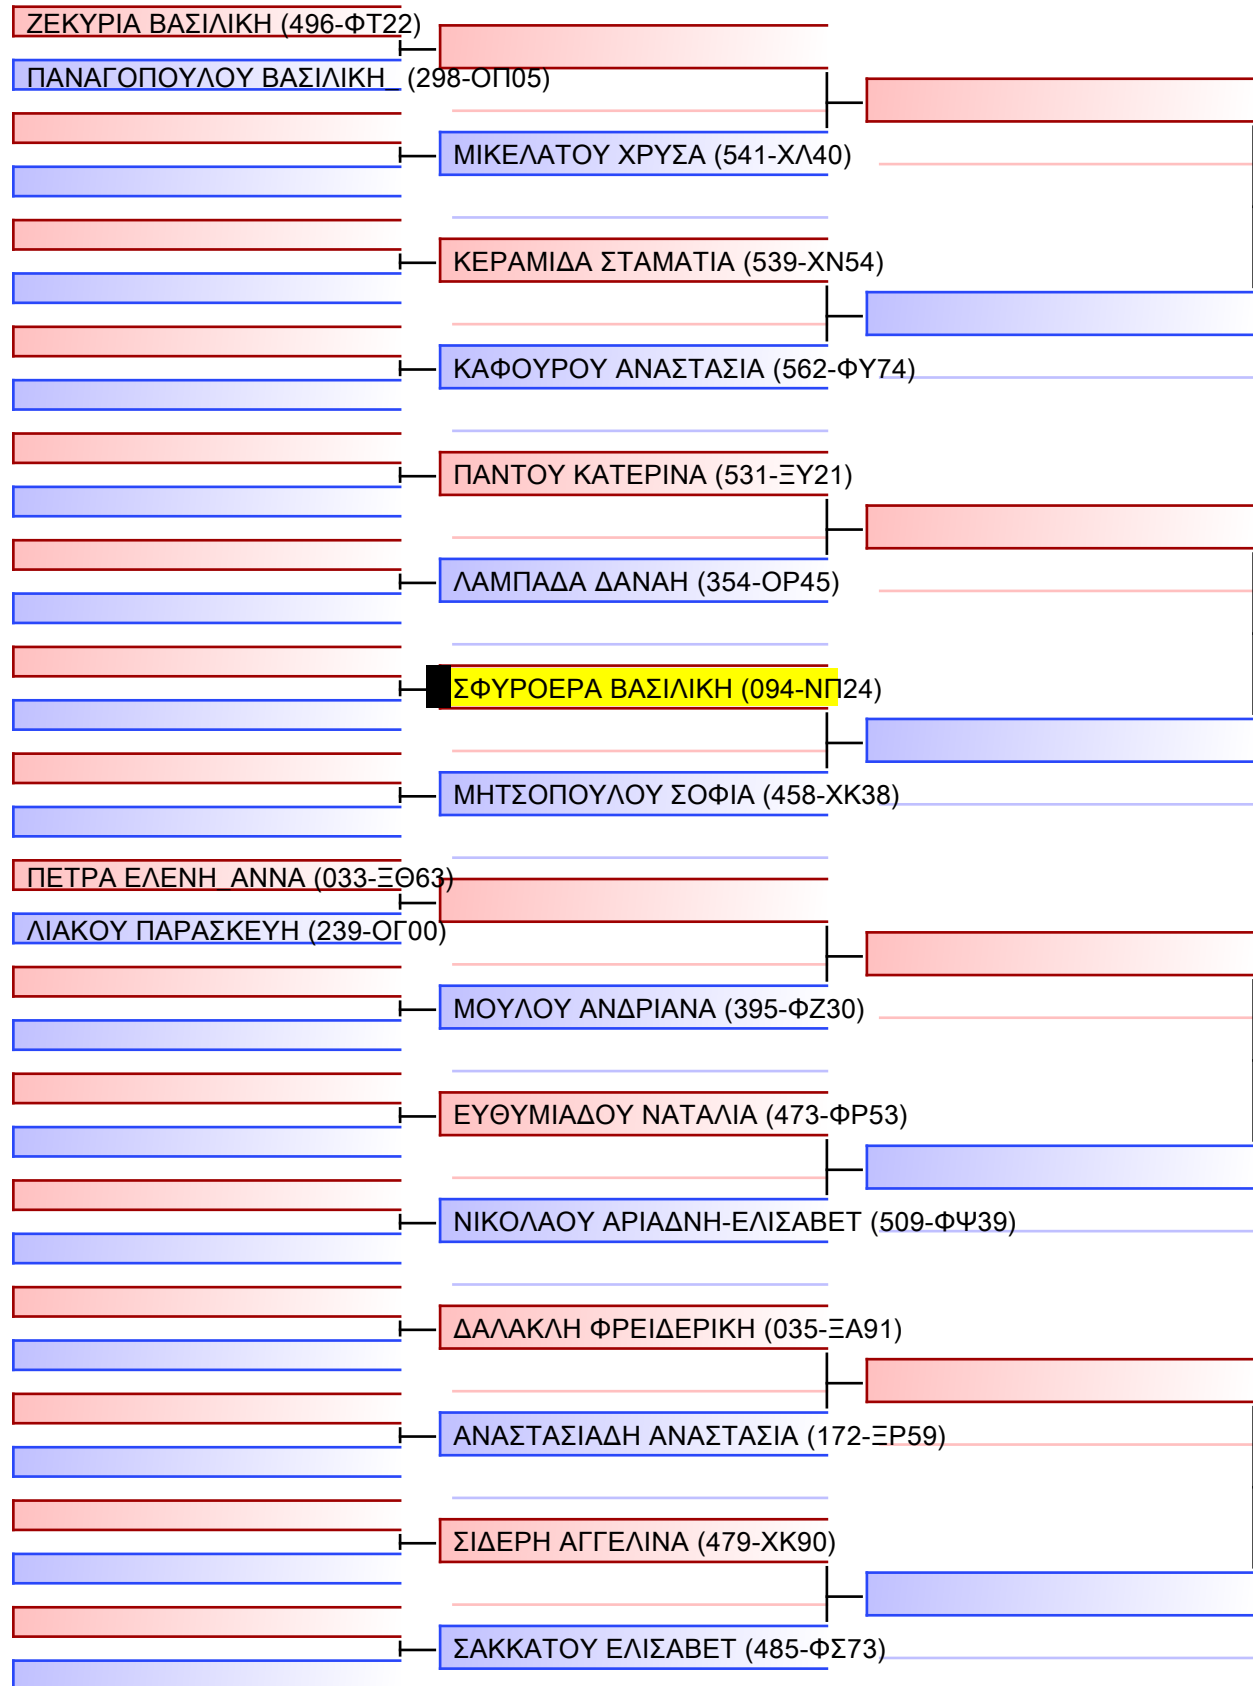 ΖΕΚΥΡΙΑ ΒΑΣΙΛΙΚΗ (496-ΦΤ22)
ΠΑΝΑΓΟΠΟΥΛΟΥ ΒΑΣΙΛΙΚΗ_ (298-ΟΠ05)
ΜΙΚΕΛΑΤΟΥ ΧΡΥΣΑ (541-ΧΛ40)
ΚΕΡΑΜΙΔΑ ΣΤΑΜΑΤΙΑ (539-ΧΝ54)
ΚΑΦΟΥΡΟΥ ΑΝΑΣΤΑΣΙΑ (562-ΦΥ74)
ΠΑΝΤΟΥ ΚΑΤΕΡΙΝΑ (531-ΞΥ21)
ΛΑΜΠΑΔΑ ΔΑΝΑΗ (354-ΟΡ45)
ΣΦΥΡΟΕΡΑ ΒΑΣΙΛΙΚΗ (094-ΝΠ24)
ΜΗΤΣΟΠΟΥΛΟΥ ΣΟΦΙΑ (458-ΧΚ38)
ΠΕΤΡΑ ΕΛΕΝΗ_ΑΝΝΑ (033-ΞΘ63)
ΛΙΑΚΟΥ ΠΑΡΑΣΚΕΥΗ (239-ΟΓ00)
ΜΟΥΛΟΥ ΑΝΔΡΙΑΝΑ (395-ΦΖ30)
ΕΥΘΥΜΙΑΔΟΥ ΝΑΤΑΛΙΑ (473-ΦΡ53)
ΝΙΚΟΛΑΟΥ ΑΡΙΑΔΝΗ-ΕΛΙΣΑΒΕΤ (509-ΦΨ39)
ΔΑΛΑΚΛΗ ΦΡΕΙΔΕΡΙΚΗ (035-ΞΑ91)
ΑΝΑΣΤΑΣΙΑΔΗ ΑΝΑΣΤΑΣΙΑ (172-ΞΡ59)
ΣΙΔΕΡΗ ΑΓΓΕΛΙΝΑ (479-ΧΚ90)
ΣΑΚΚΑΤΟΥ ΕΛΙΣΑΒΕΤ (485-ΦΣ73)